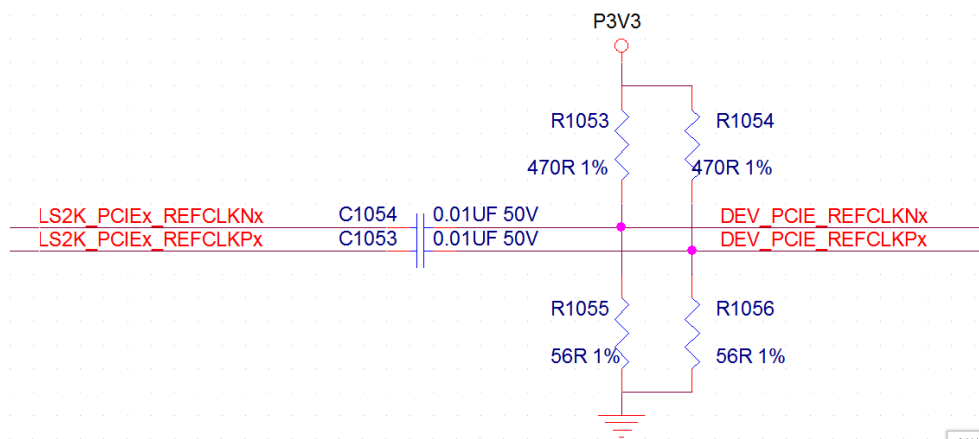 P3V3
R1053 R1054
470R 1% 470R 1%
LS2K_PCIEx_REFCLKNx C1054 0.01UF 50V DEV_PCIE_REFCLKNx
LS2K_PCIEx_REFCLKPx C1053 0.01UF 50V DEV_PCIE_REFCLKPx
R1055 R1056
56R 1% 56R 1%